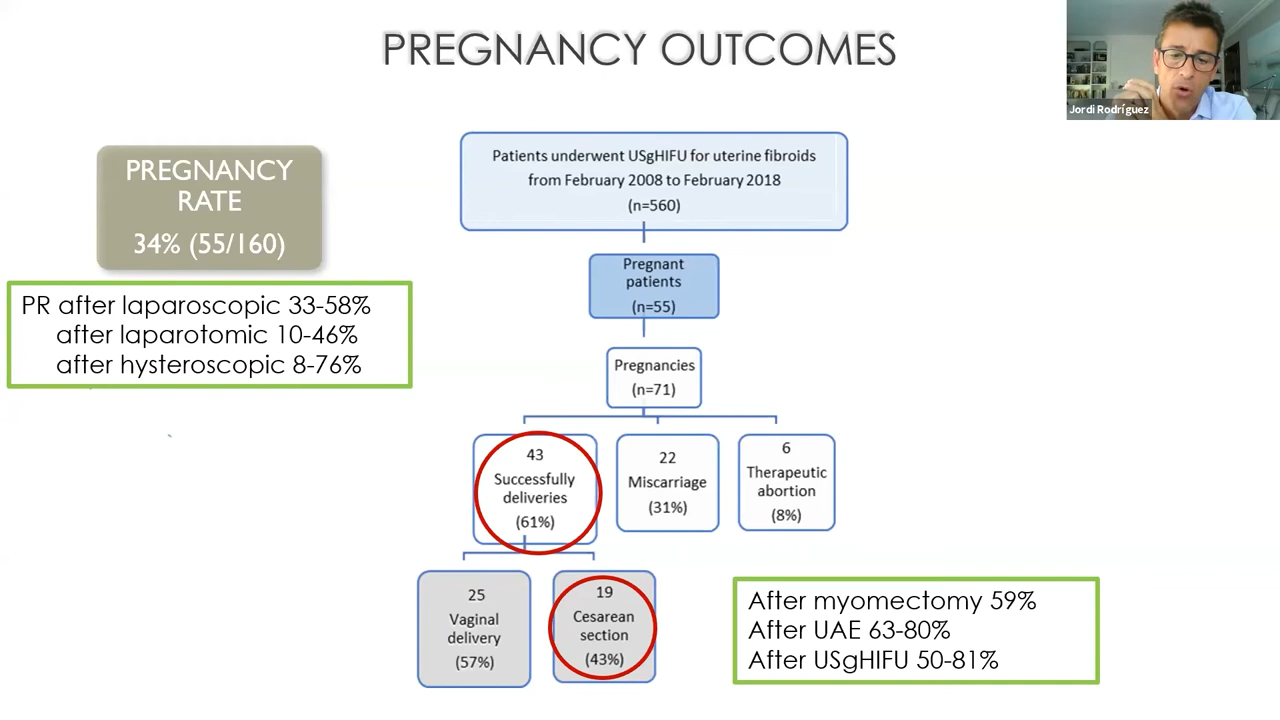 PREGNANCY OUTCOMES
Jordi Rodríguez
PREGNANCY
RATE
34% (55/160)
PR after laparoscopic 33-58%
after laparotomic 10-46%
after hysteroscopic 8-76%
Patients underwent USgHIFU for uterine fibroids
from February 2008 to February 2018
(n=560)
Pregnant
patients
(n=55)
Pregnancies
(n=71)
43
Successfully
deliveries
(61%)
22
Miscarriage
(31%)
6
Therapeutic
abortion
(8%)
25
Vaginal
delivery
(57%)
19
Cesarean
section
(43%)
After myomectomy 59%
After UAE 63-80%
After USgHIFU 50-81%